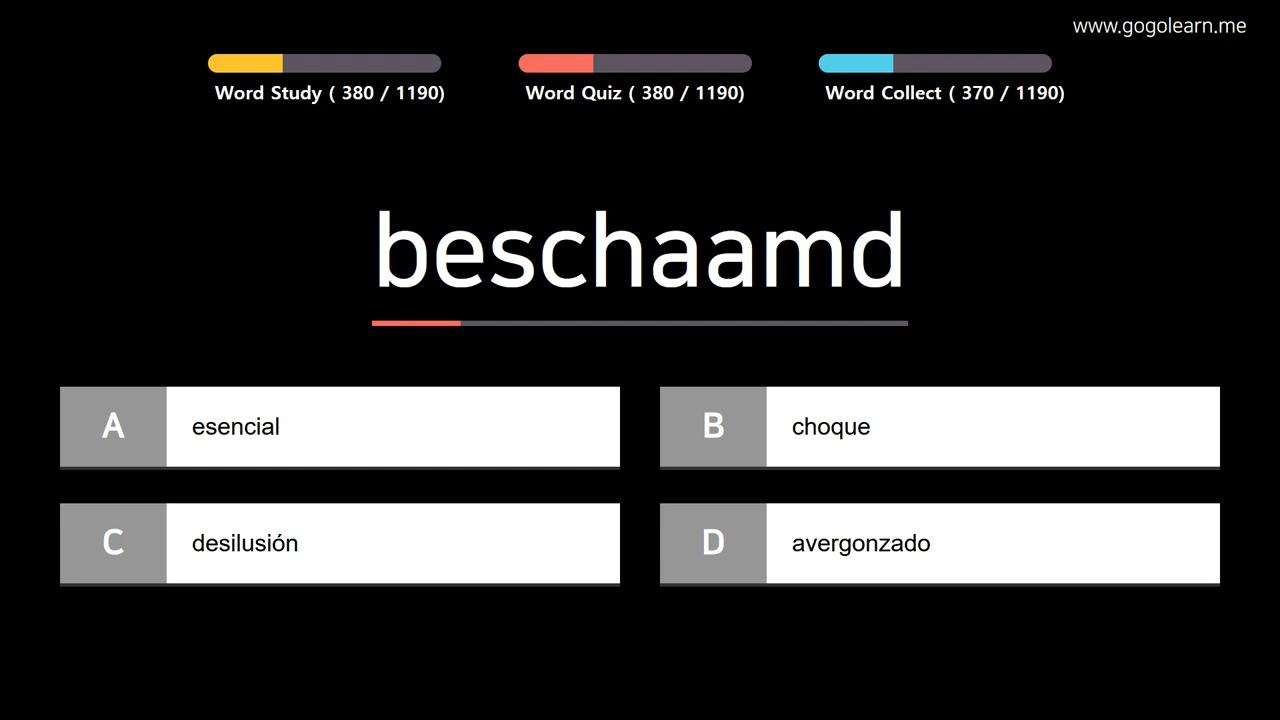 www.gogolearn.me
Word Study ( 380 / 1190)
Word Quiz ( 380 / 1190)
Word Collect ( 370 / 1190)
beschaamd
A esencial
B choque
C desilusión
D avergonzado